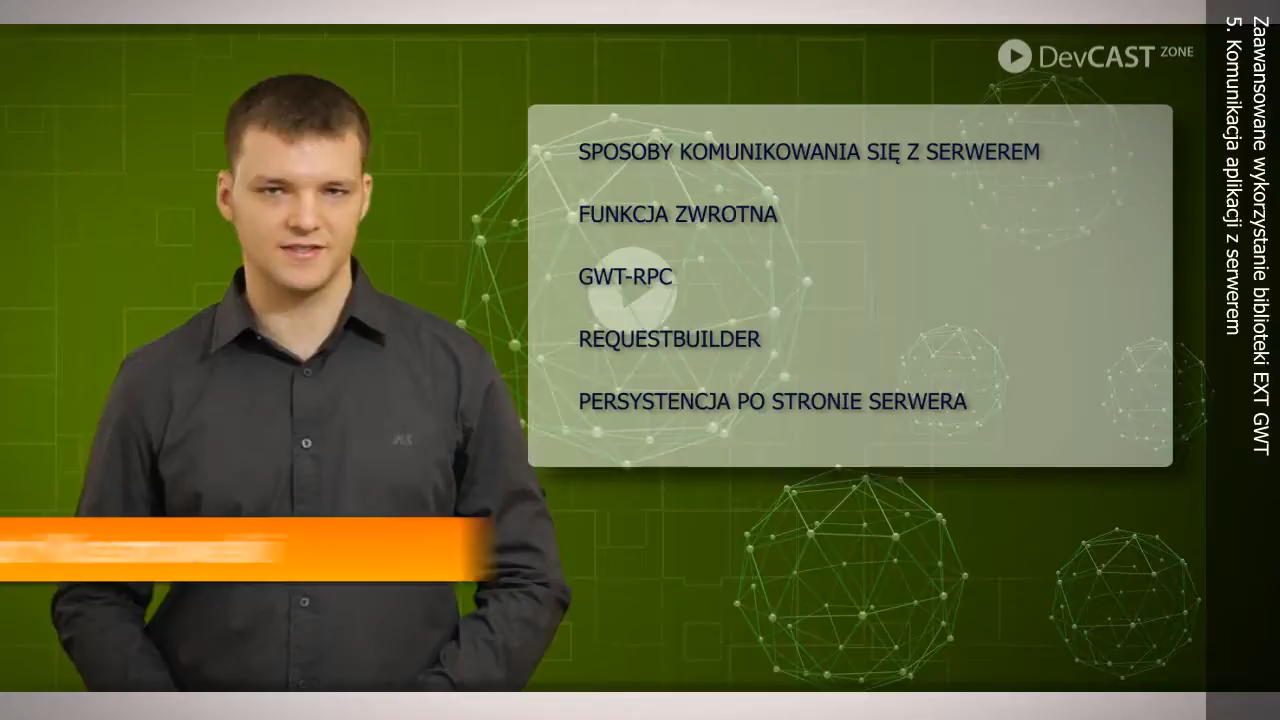 DevCAST ZONE
SPOSOBY KOMUNIKOWANIA SIĘ Z SERWEREM
FUNKCJA ZWROTNA
GWT-RPC
REQUESTBUILDER
PERSYSTENCJA PO STRONIE SERWERA
Zaawansowane wykorzystanie biblioteki EXT GWT
5. Komunikacja aplikacji z serwerem